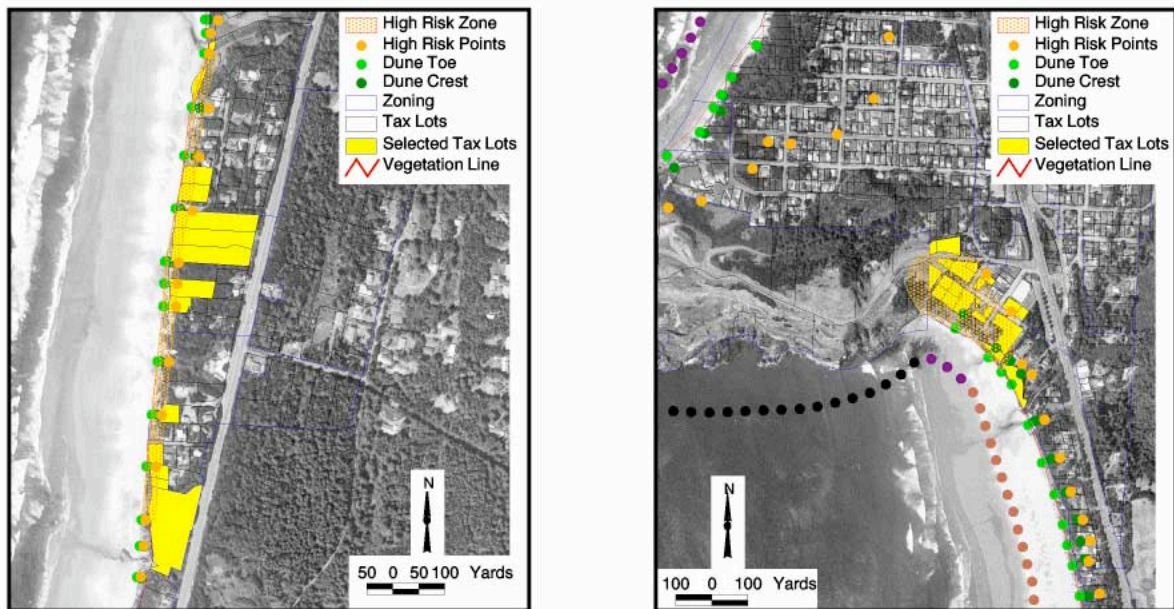 High Risk Zone
High Risk Points
Dune Toe
Dune Crest
Zoning
Tax Lots
Selected Tax Lots
Vegetation Line
N
50 0 50 100 Yards
High Risk Zone
High Risk Points
Dune Toe
Dune Crest
Zoning
Tax Lots
Selected Tax Lots
Vegetation Line
N
100 0 100 Yards